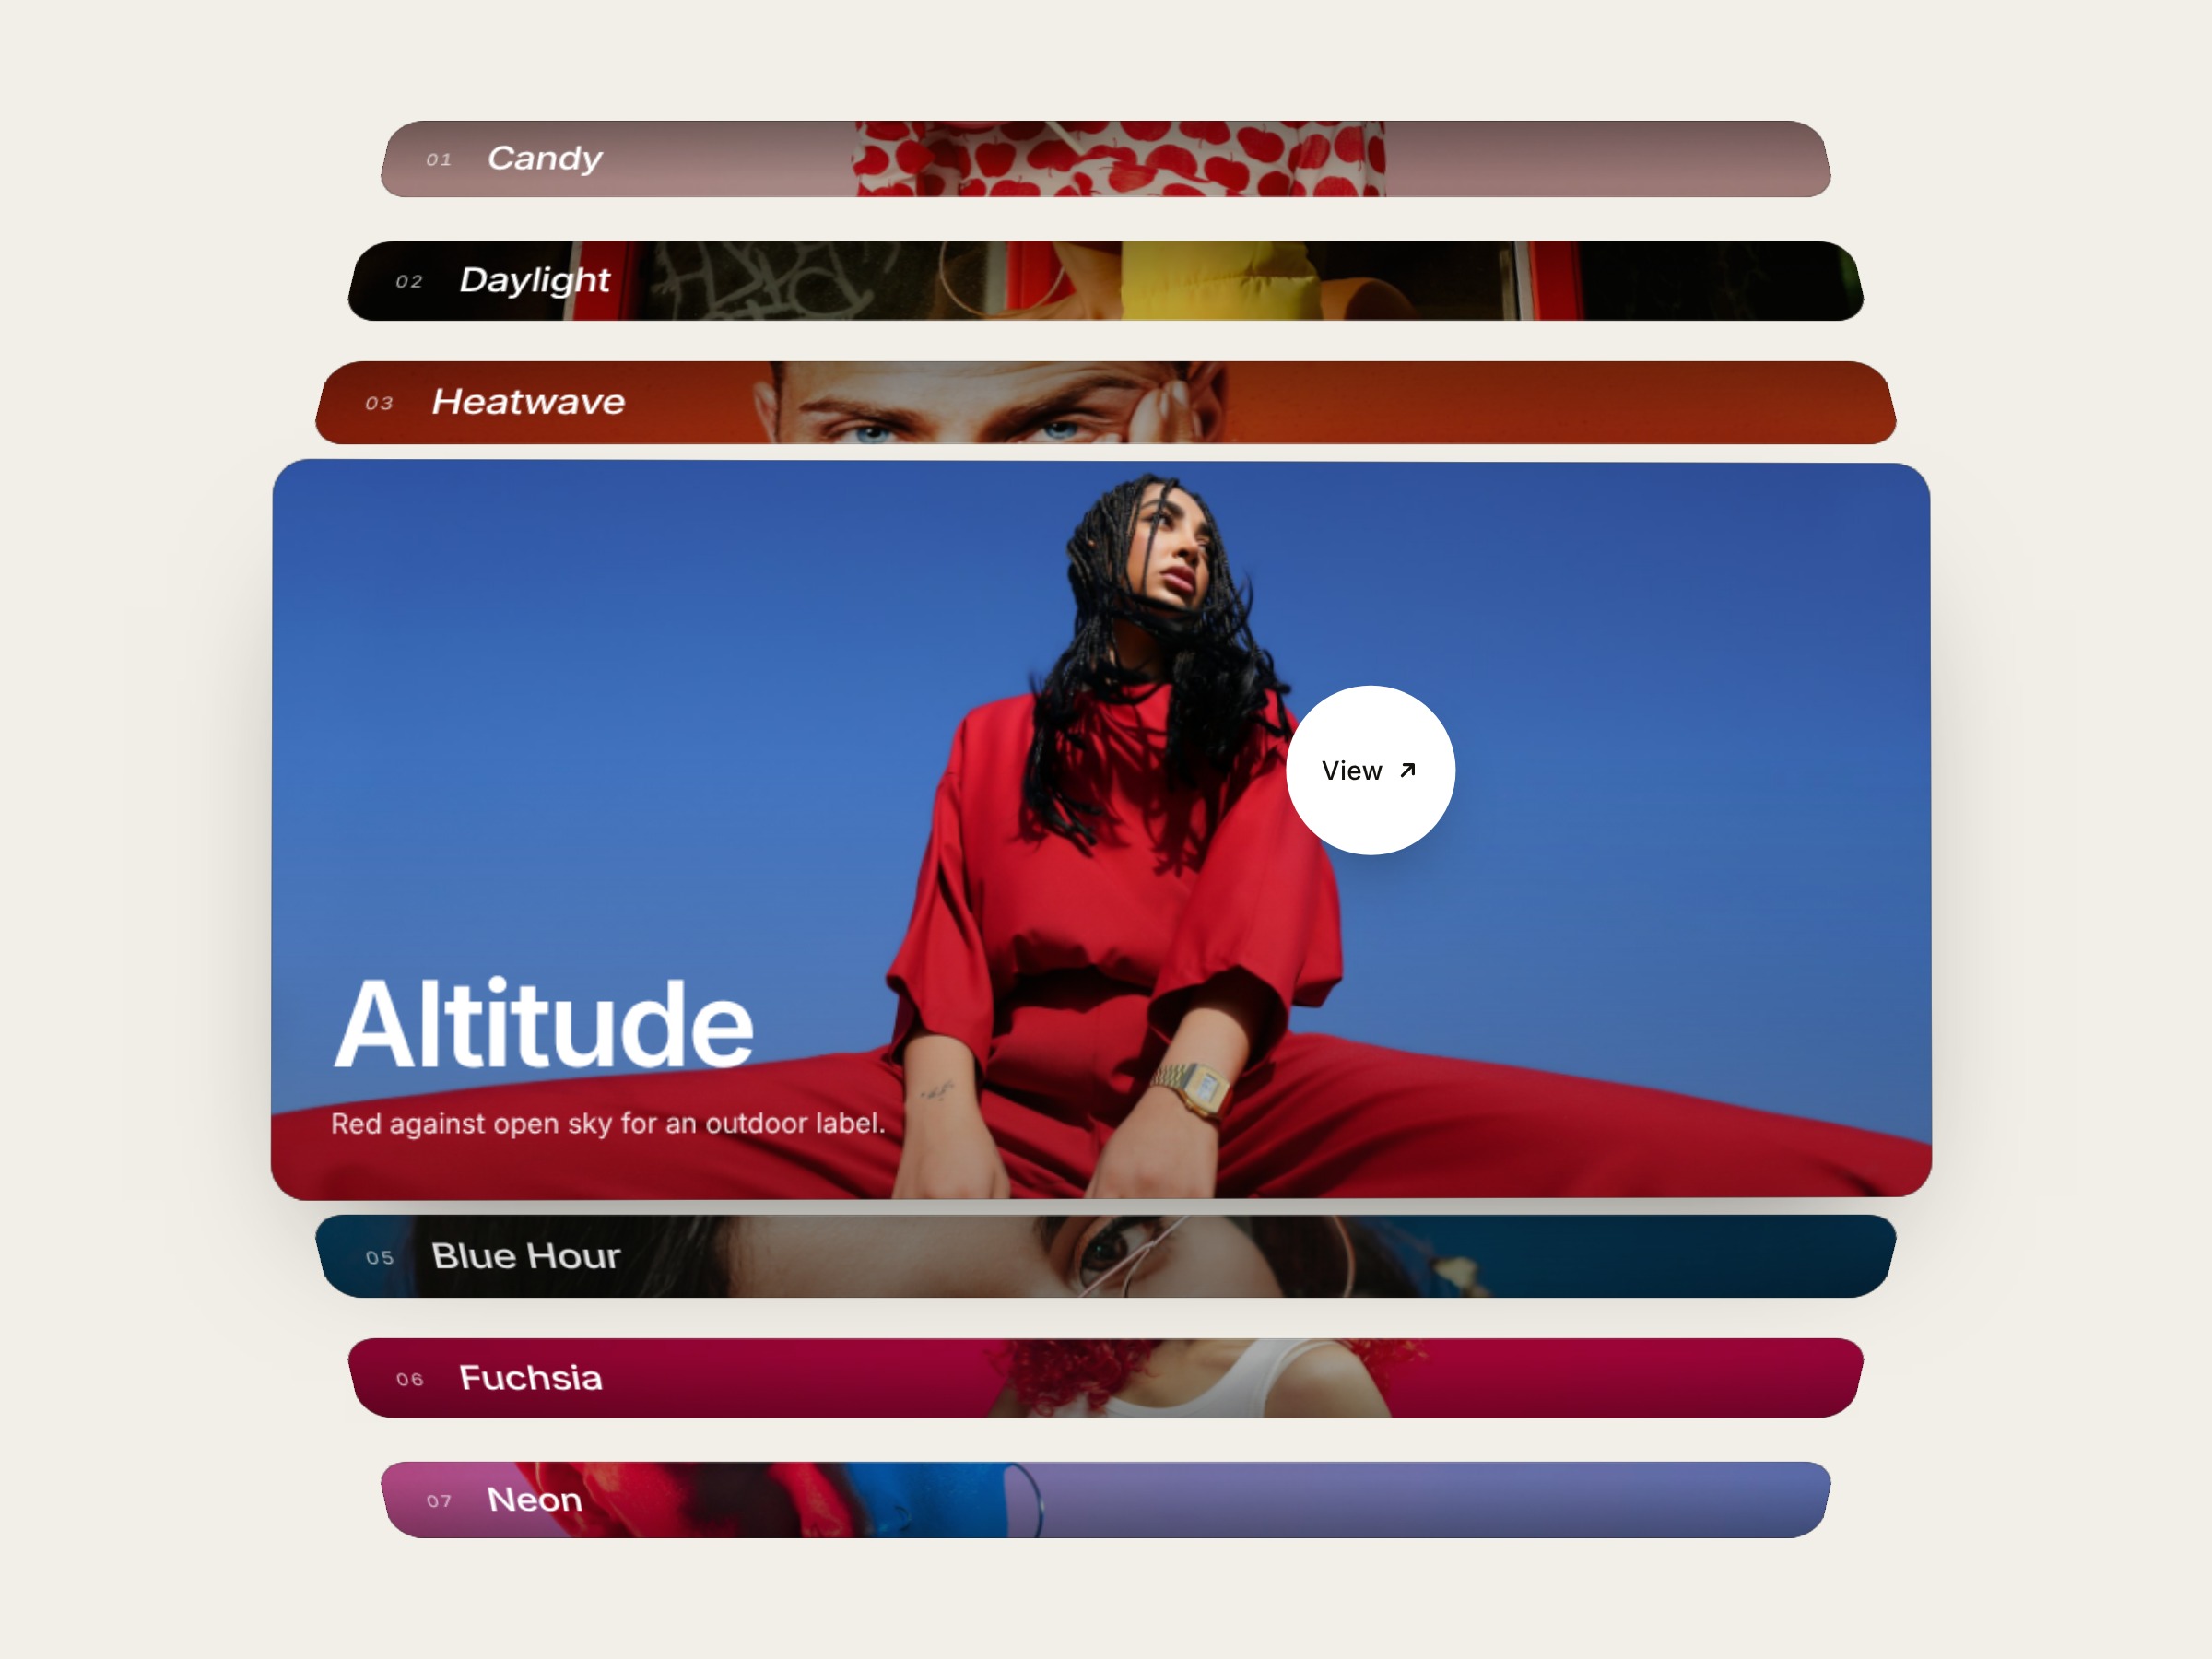 01 Candy
02 Daylight
03 Heatwave
View ↗
Altitude
Red against open sky for an outdoor label.
05 Blue Hour
06 Fuchsia
07 Neon